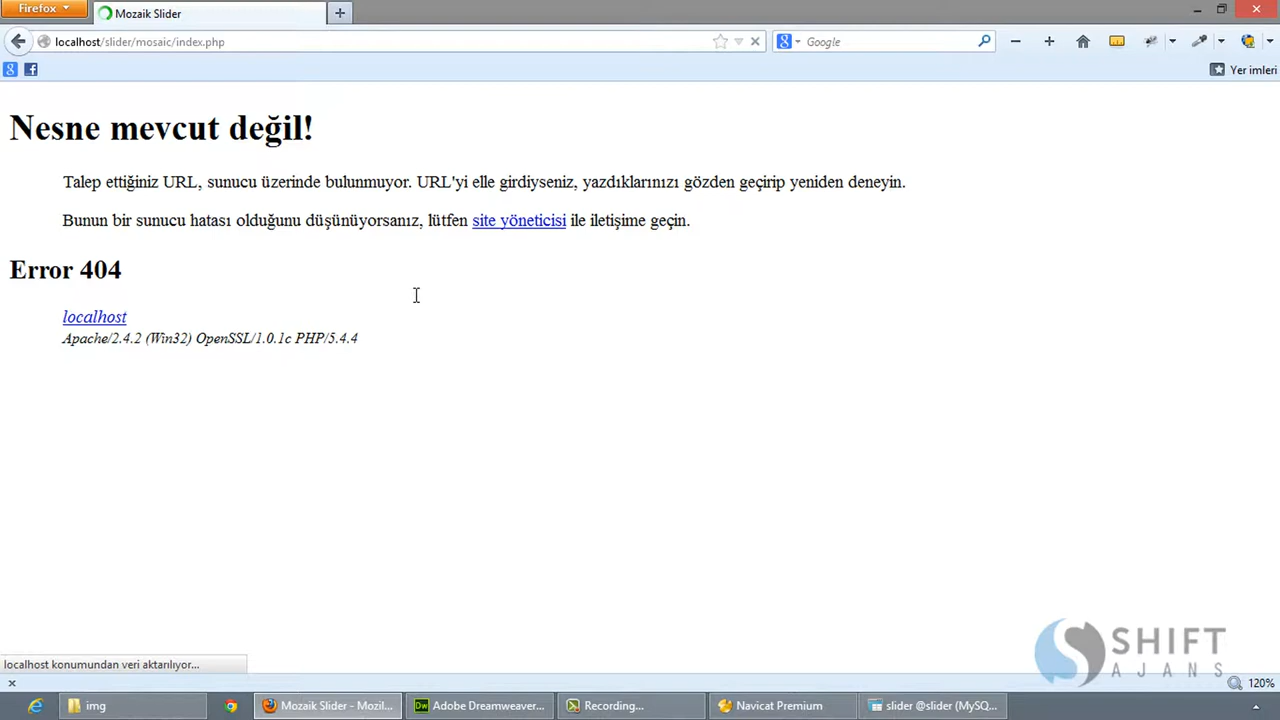 Firefox
Mozaik Slider
localhost/slider/mosaic/index.php
Google
Yer imleri
Nesne mevcut değil!
Talep ettiğiniz URL, sunucu üzerinde bulunmuyor. URL'yi elle girdiyseniz, yazdıklarınızı gözden geçirip yeniden deneyin.
Bunun bir sunucu hatası olduğunu düşünüyorsanız, lütfen site yöneticisi ile iletişime geçin.
Error 404
localhost
Apache/2.4.2 (Win32) OpenSSL/1.0.1c PHP/5.4.4
SHIFT
AJANS
localhost konumundan veri aktarılıyor...
120%
img
Mozaik Slider - Mozil...
Adobe Dreamweaver...
Recording...
Navicat Premium
slider @slider (MySQ...